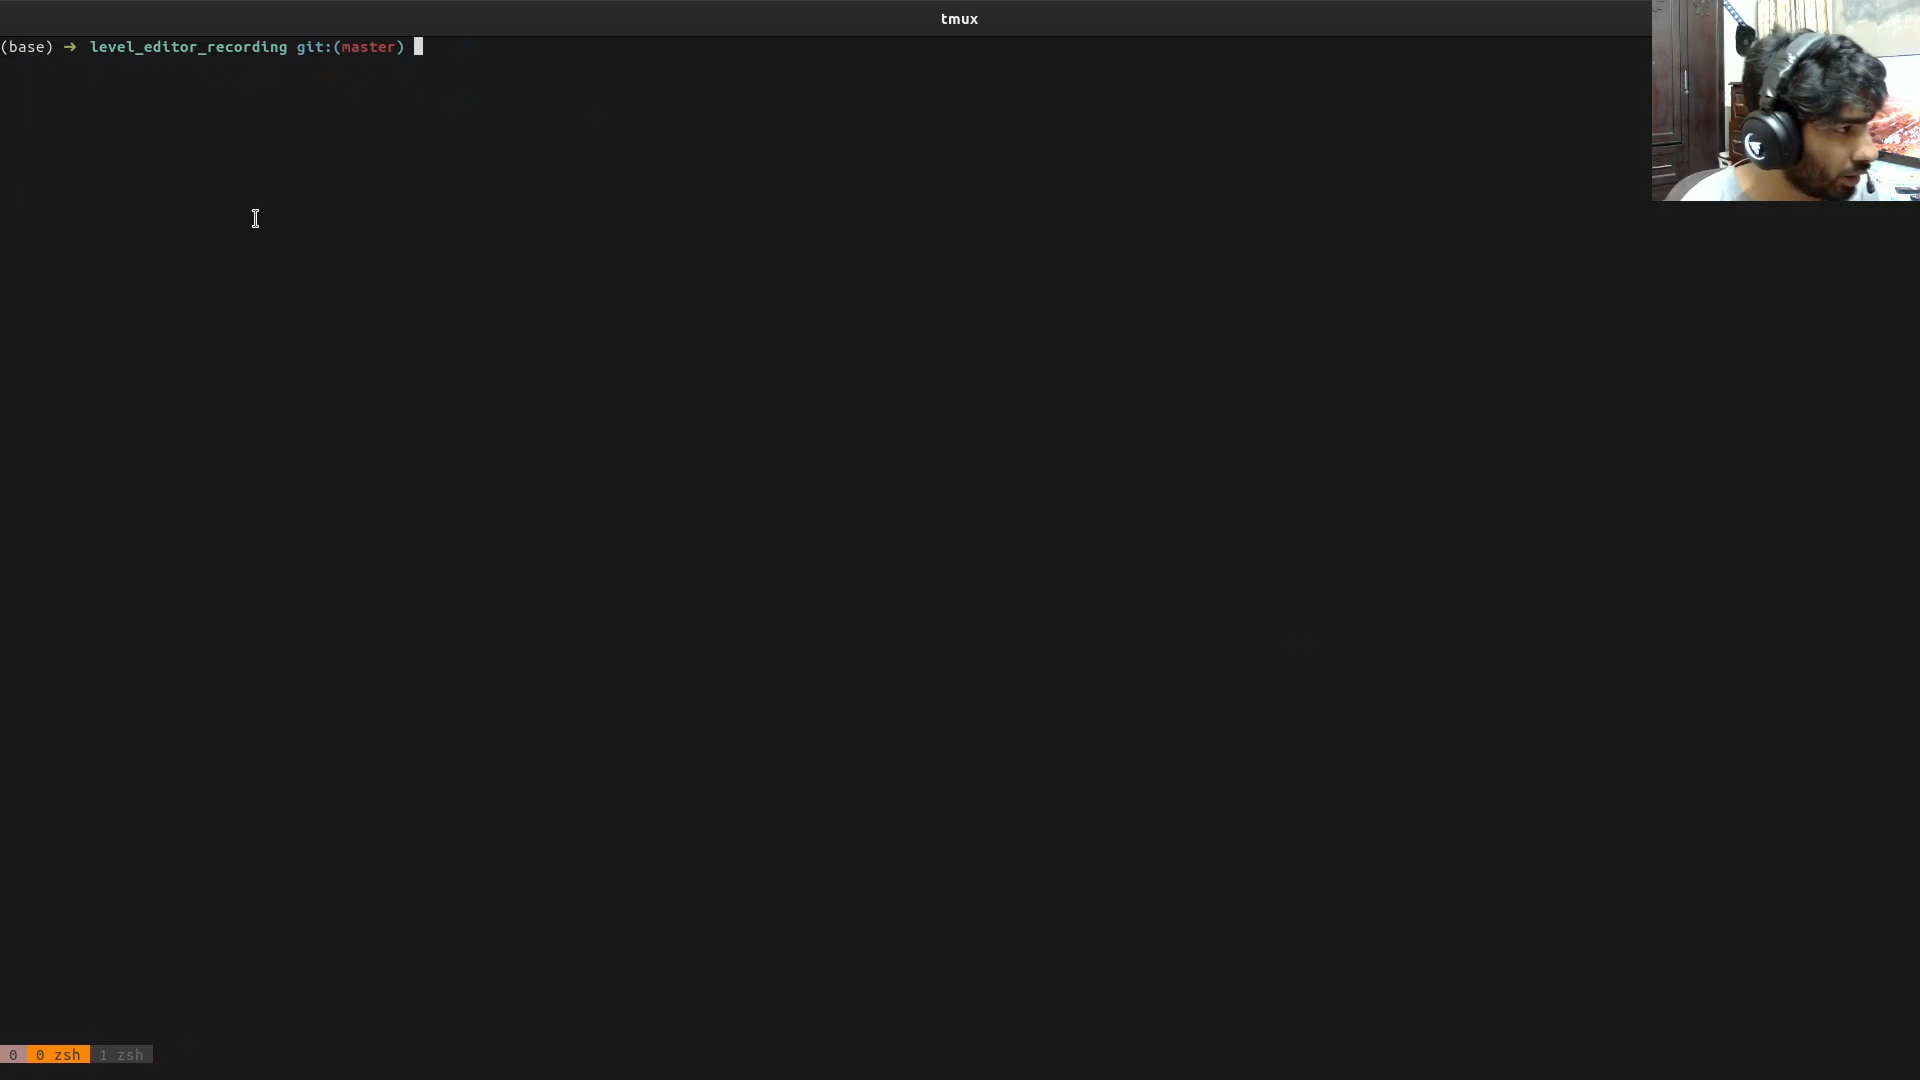 tmux
(base) ➜ level_editor_recording git:(master)
0 0 zsh 1 zsh